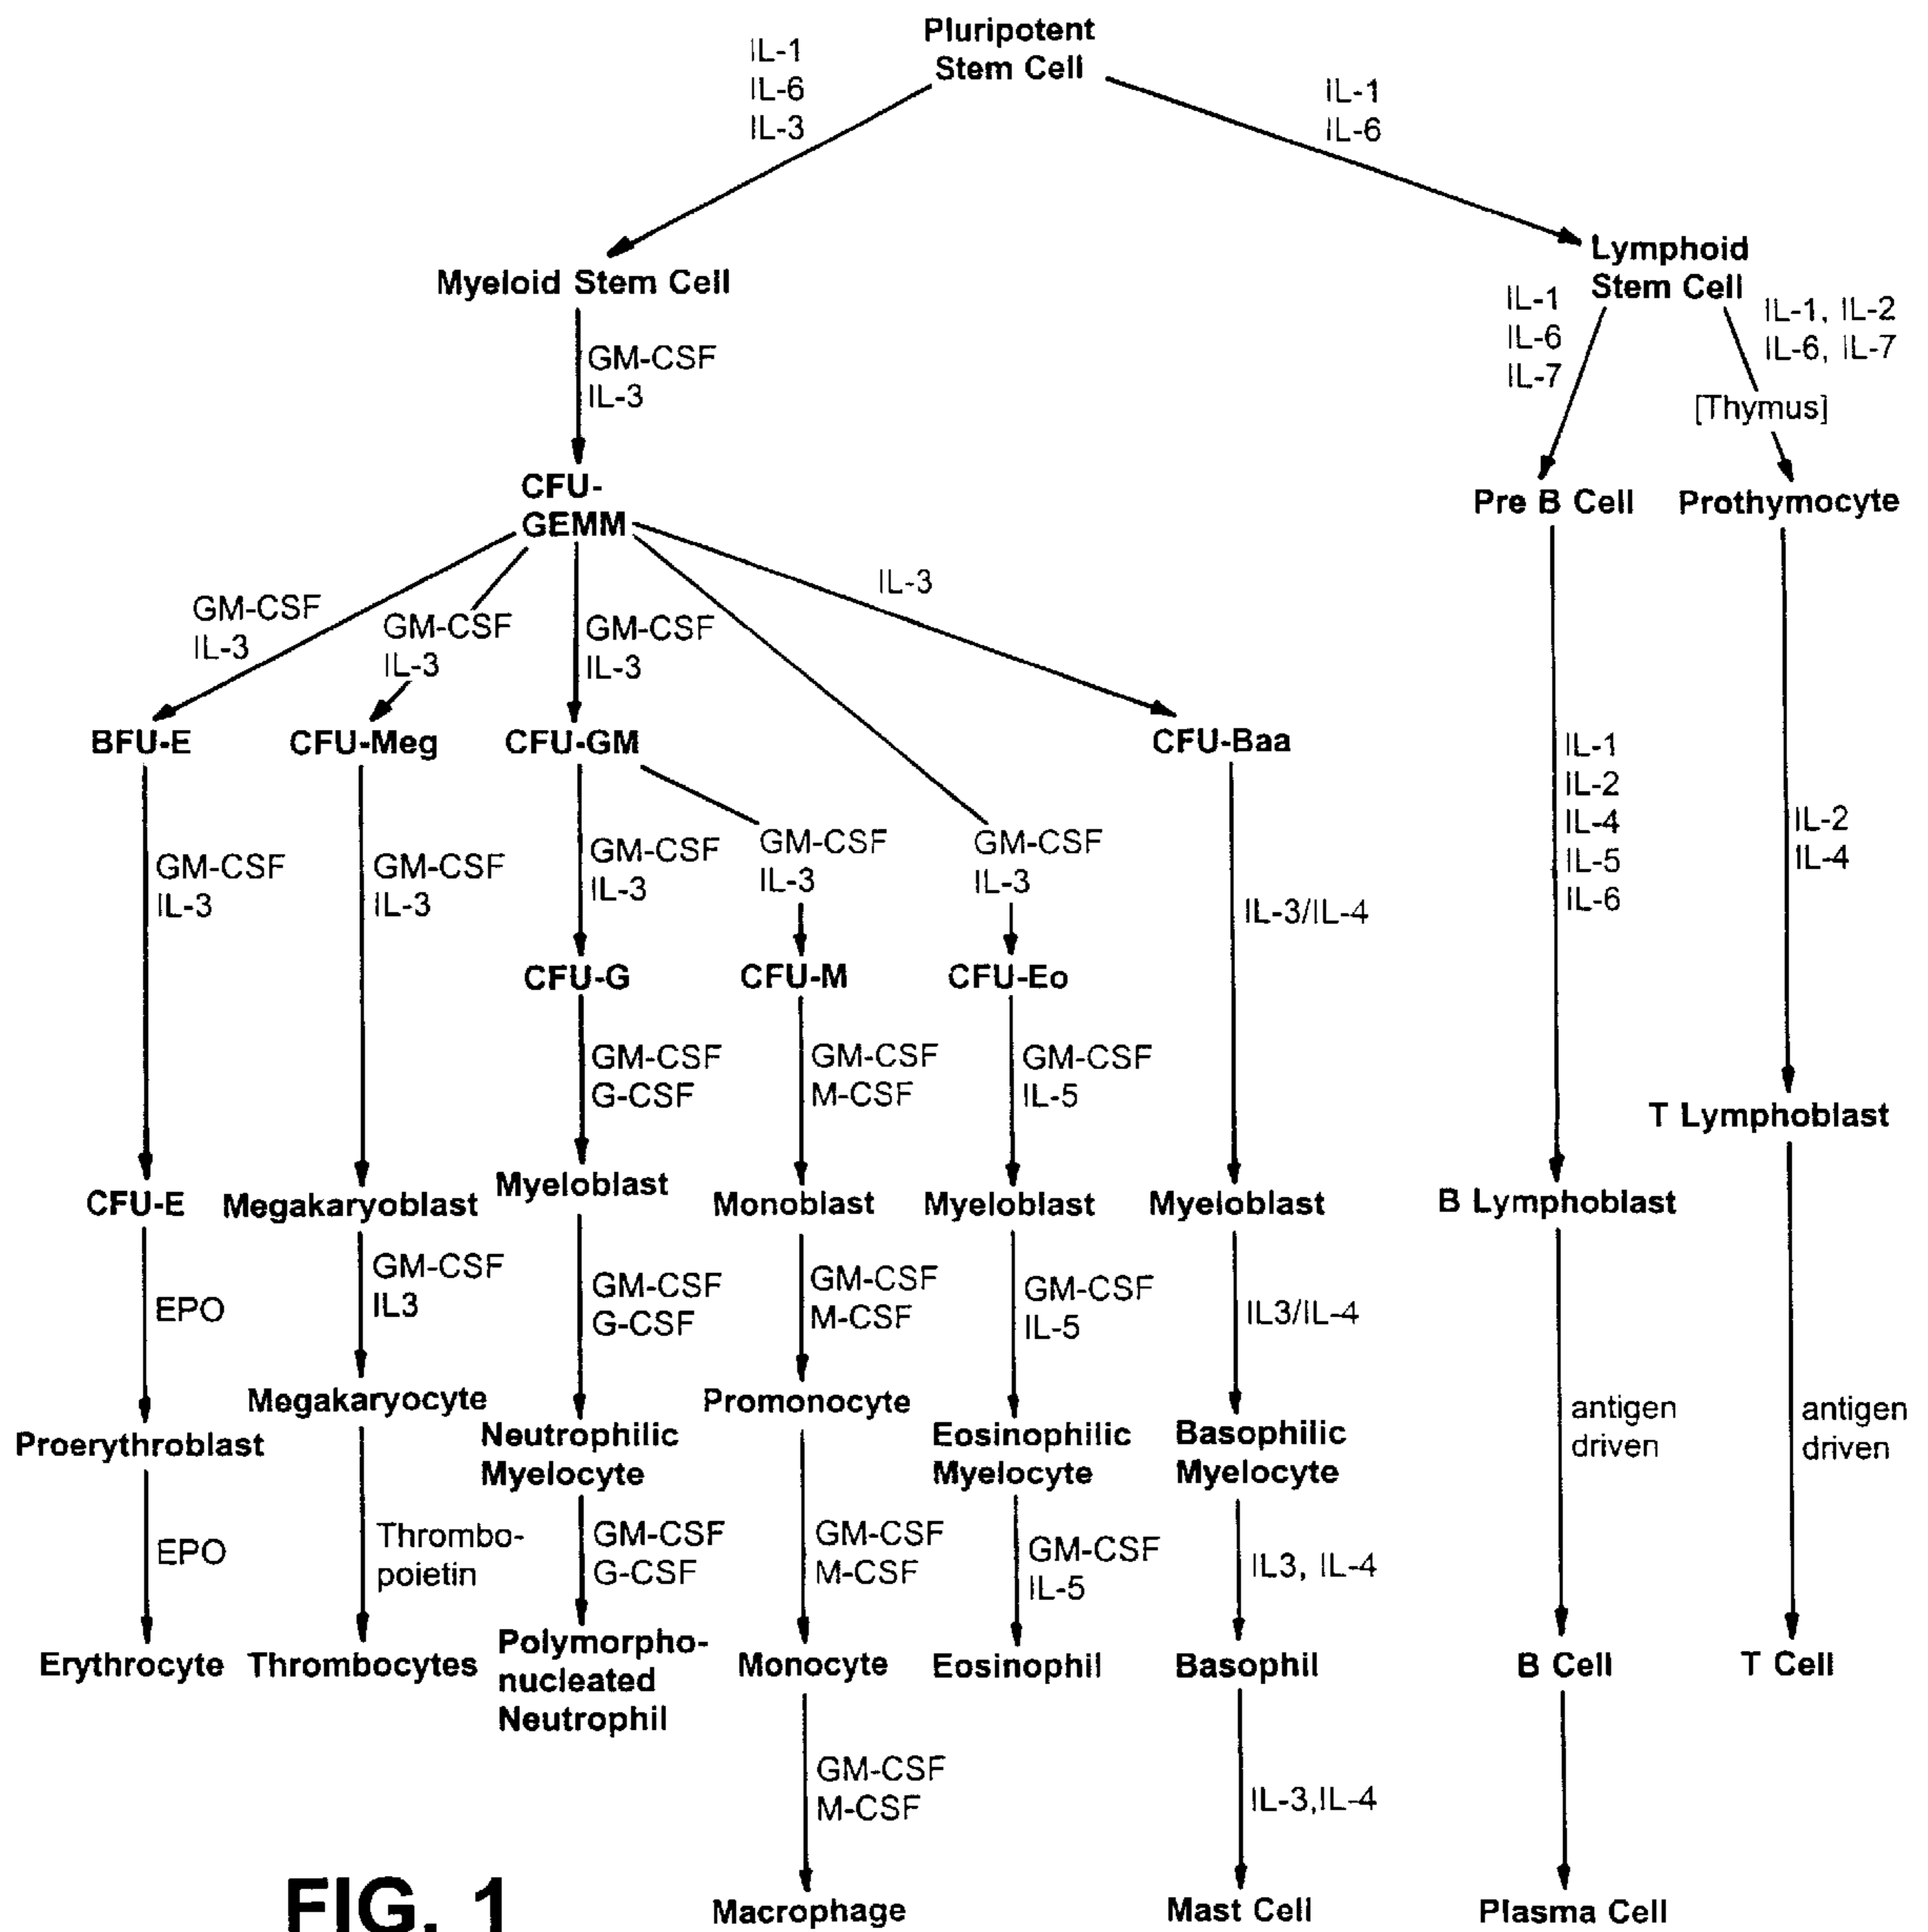 Pluripotent
Stem Cell
IL-1
IL-6
IL-3
IL-1
IL-6
Myeloid Stem Cell
Lymphoid
Stem Cell
GM-CSF
IL-3
IL-1
IL-6
IL-7
IL-1, IL-2
IL-6, IL-7
[Thymus]
CFU-
GEMM
Pre B Cell
Prothymocyte
GM-CSF
IL-3
GM-CSF
IL-3
GM-CSF
IL-3
IL-3
BFU-E
CFU-Meg
CFU-GM
CFU-Baa
GM-CSF
IL-3
GM-CSF
IL-3
GM-CSF
IL-3
GM-CSF
IL-3
GM-CSF
IL-3
IL-3/IL-4
IL-1
IL-2
IL-4
IL-5
IL-6
IL-2
IL-4
CFU-G
CFU-M
CFU-Eo
GM-CSF
G-CSF
GM-CSF
M-CSF
GM-CSF
IL-5
T Lymphoblast
CFU-E
Megakaryoblast
Myeloblast
Monoblast
Myeloblast
Myeloblast
B Lymphoblast
EPO
GM-CSF
IL3
GM-CSF
G-CSF
GM-CSF
M-CSF
GM-CSF
IL-5
IL3/IL-4
antigen
driven
antigen
driven
Proerythroblast
Megakaryocyte
Neutrophilic
Myelocyte
Promonocyte
Eosinophilic
Myelocyte
Basophilic
Myelocyte
EPO
Thrombo-
poietin
GM-CSF
G-CSF
GM-CSF
M-CSF
GM-CSF
IL-5
IL3, IL-4
Erythrocyte
Thrombocytes
Polymorpho-
nucleated
Neutrophil
Monocyte
Eosinophil
Basophil
B Cell
T Cell
GM-CSF
M-CSF
IL-3,IL-4
Macrophage
Mast Cell
Plasma Cell
FIG. 1